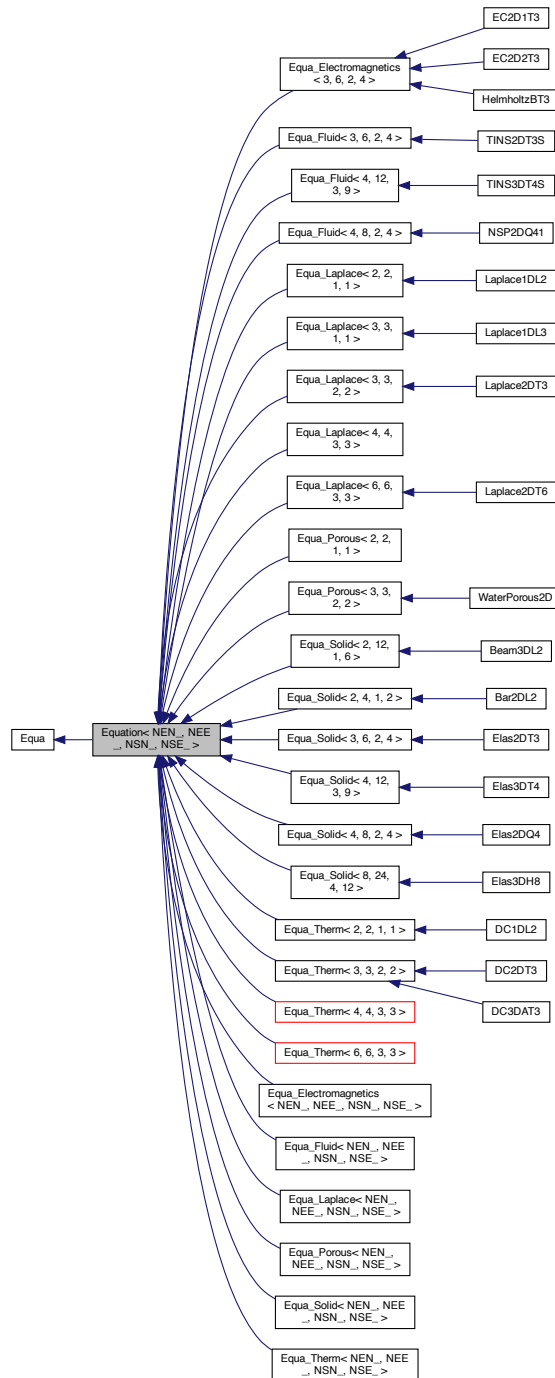 EC2D1T3
EC2D2T3
Equa_Electromagnetics
< 3, 6, 2, 4 >
HelmholtzBT3
Equa_Fluid< 3, 6, 2, 4 >
TINS2DT3S
Equa_Fluid< 4, 12,
3, 9 >
TINS3DT4S
Equa_Fluid< 4, 8, 2, 4 >
NSP2DQ41
Equa_Laplace< 2, 2,
1, 1 >
Laplace1DL2
Equa_Laplace< 3, 3,
1, 1 >
Laplace1DL3
Equa_Laplace< 3, 3,
2, 2 >
Laplace2DT3
Equa_Laplace< 4, 4,
3, 3 >
Equa_Laplace< 6, 6,
3, 3 >
Laplace2DT6
Equa_Porous< 2, 2,
1, 1 >
Equa_Porous< 3, 3,
2, 2 >
WaterPorous2D
Equa_Solid< 2, 12,
1, 6 >
Beam3DL2
Equa_Solid< 2, 4, 1, 2 >
Bar2DL2
Equa
Equation< NEN_, NEE
_, NSN_, NSE_ >
Equa_Solid< 3, 6, 2, 4 >
Elas2DT3
Equa_Solid< 4, 12,
3, 9 >
Elas3DT4
Equa_Solid< 4, 8, 2, 4 >
Elas2DQ4
Equa_Solid< 8, 24,
4, 12 >
Elas3DH8
Equa_Therm< 2, 2, 1, 1 >
DC1DL2
Equa_Therm< 3, 3, 2, 2 >
DC2DT3
DC3DAT3
Equa_Therm< 4, 4, 3, 3 >
Equa_Therm< 6, 6, 3, 3 >
Equa_Electromagnetics
< NEN_, NEE_, NSN_, NSE_ >
Equa_Fluid< NEN_, NEE
_, NSN_, NSE_ >
Equa_Laplace< NEN_,
NEE_, NSN_, NSE_ >
Equa_Porous< NEN_,
NEE_, NSN_, NSE_ >
Equa_Solid< NEN_, NEE
_, NSN_, NSE_ >
Equa_Therm< NEN_, NEE
_, NSN_, NSE_ >